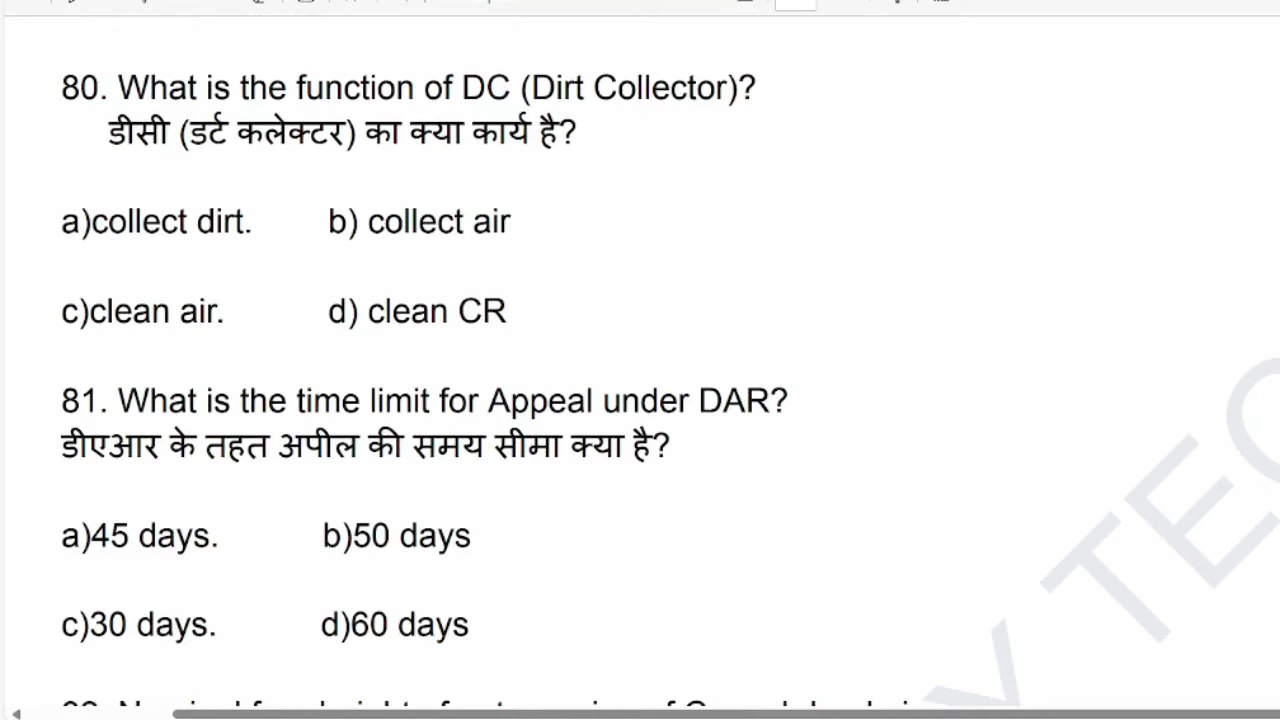 80. What is the function of DC (Dirt Collector)?
डीसी (डर्ट कलेक्टर) का क्या कार्य है?
a)collect dirt. b) collect air
c)clean air. d) clean CR
81. What is the time limit for Appeal under DAR?
डीएआर के तहत अपील की समय सीमा क्या है?
a)45 days. b)50 days
c)30 days. d)60 days